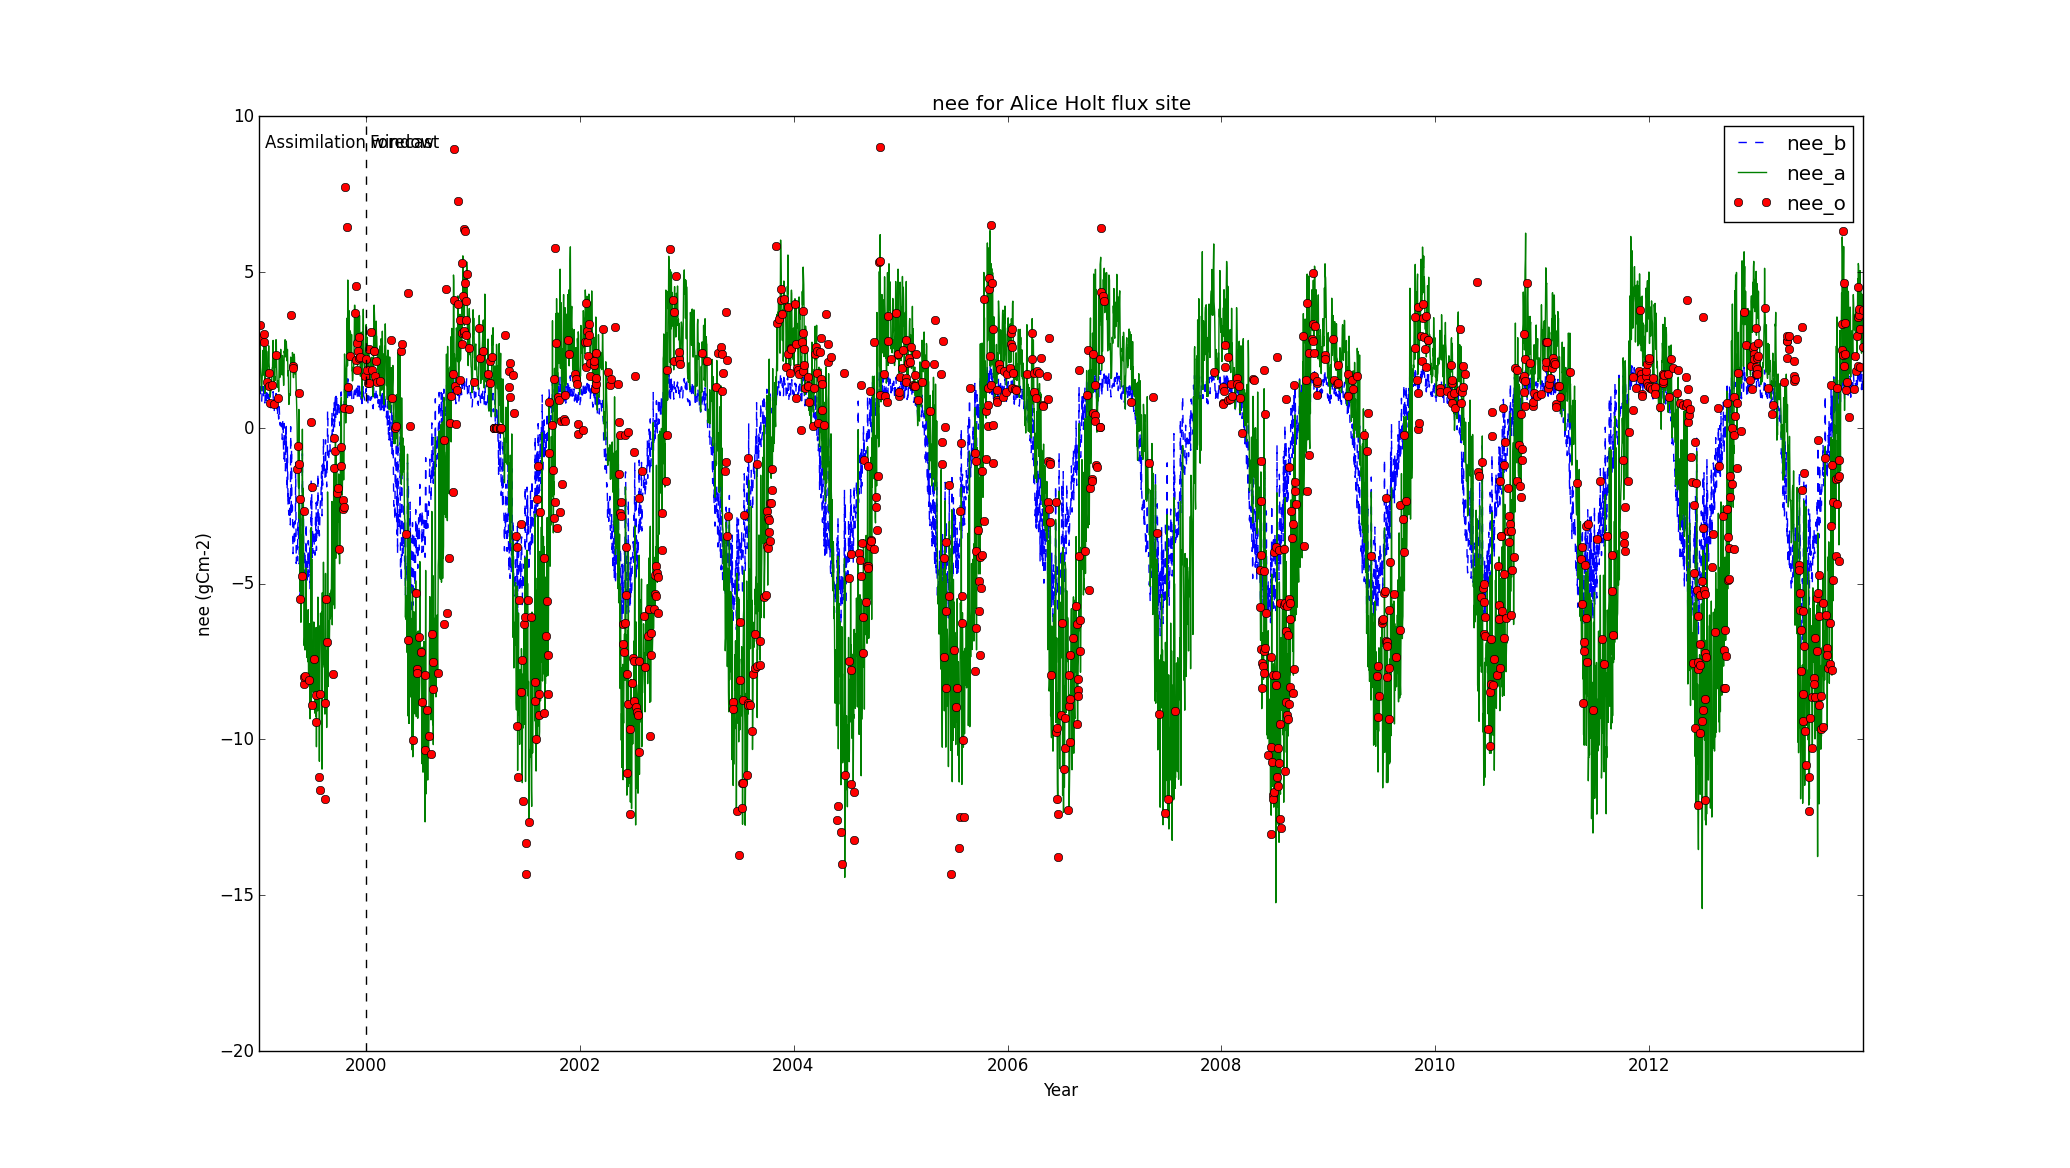 nee for Alice Holt flux site
10
5
0
−5
−10
−15
−20
nee (gCm-2)
Assimilation window
Forecast
nee_b
nee_a
nee_o
2000
2002
2004
2006
2008
2010
2012
Year